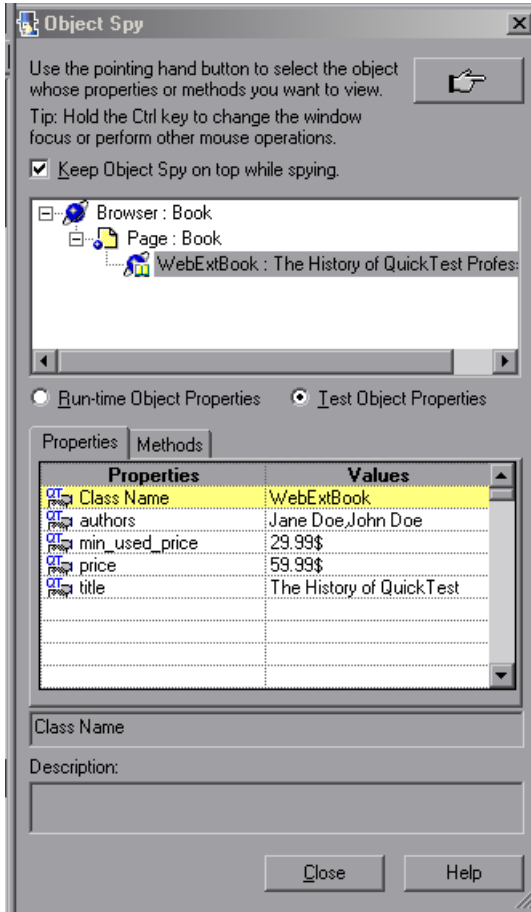 Object Spy
Use the pointing hand button to select the object
whose properties or methods you want to view.
Tip: Hold the Ctrl key to change the window
focus or perform other mouse operations.
Keep Object Spy on top while spying.
Browser : Book
Page : Book
WebExtBook : The History of QuickTest Profes
Run-time Object Properties Test Object Properties
Properties Methods
Properties Values
Class Name WebExtBook
authors Jane Doe,John Doe
min_used_price 29.99$
price 59.99$
title The History of QuickTest
Class Name
Description:
Close Help